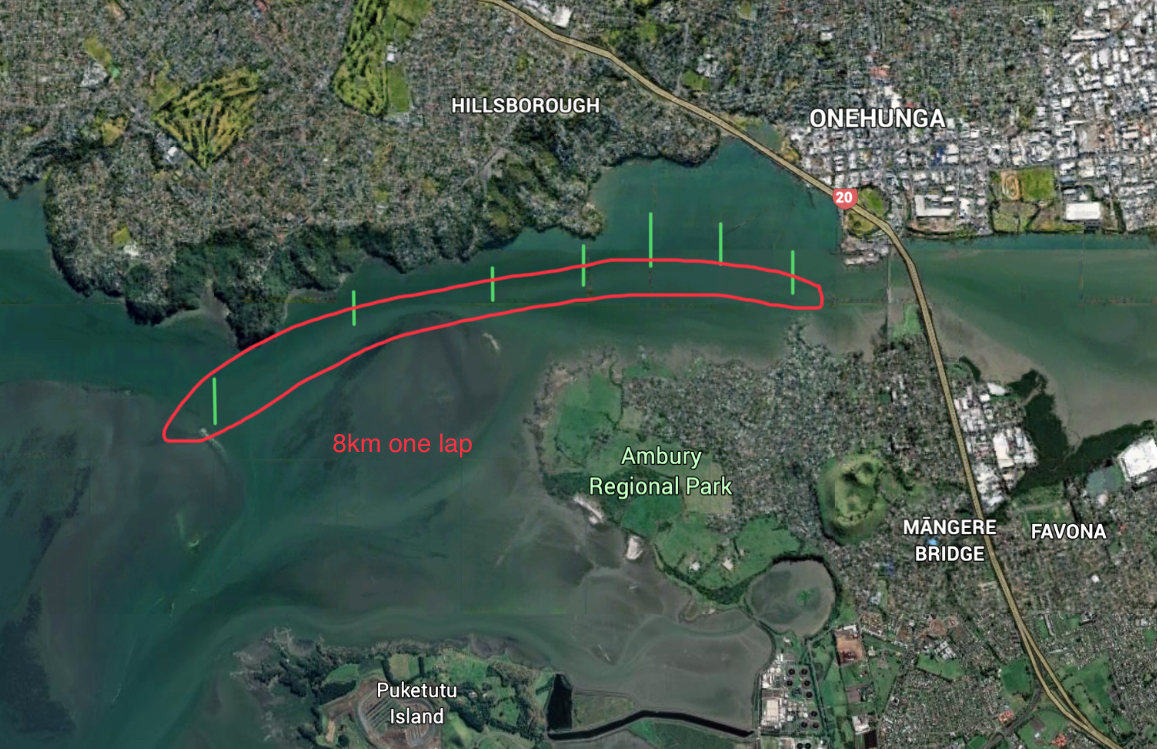 HILLSBOROUGH
ONEHUNGA
20
8km one lap
Ambury
Regional Park
MĀNGERE
BRIDGE
FAVONA
Puketutu
Island